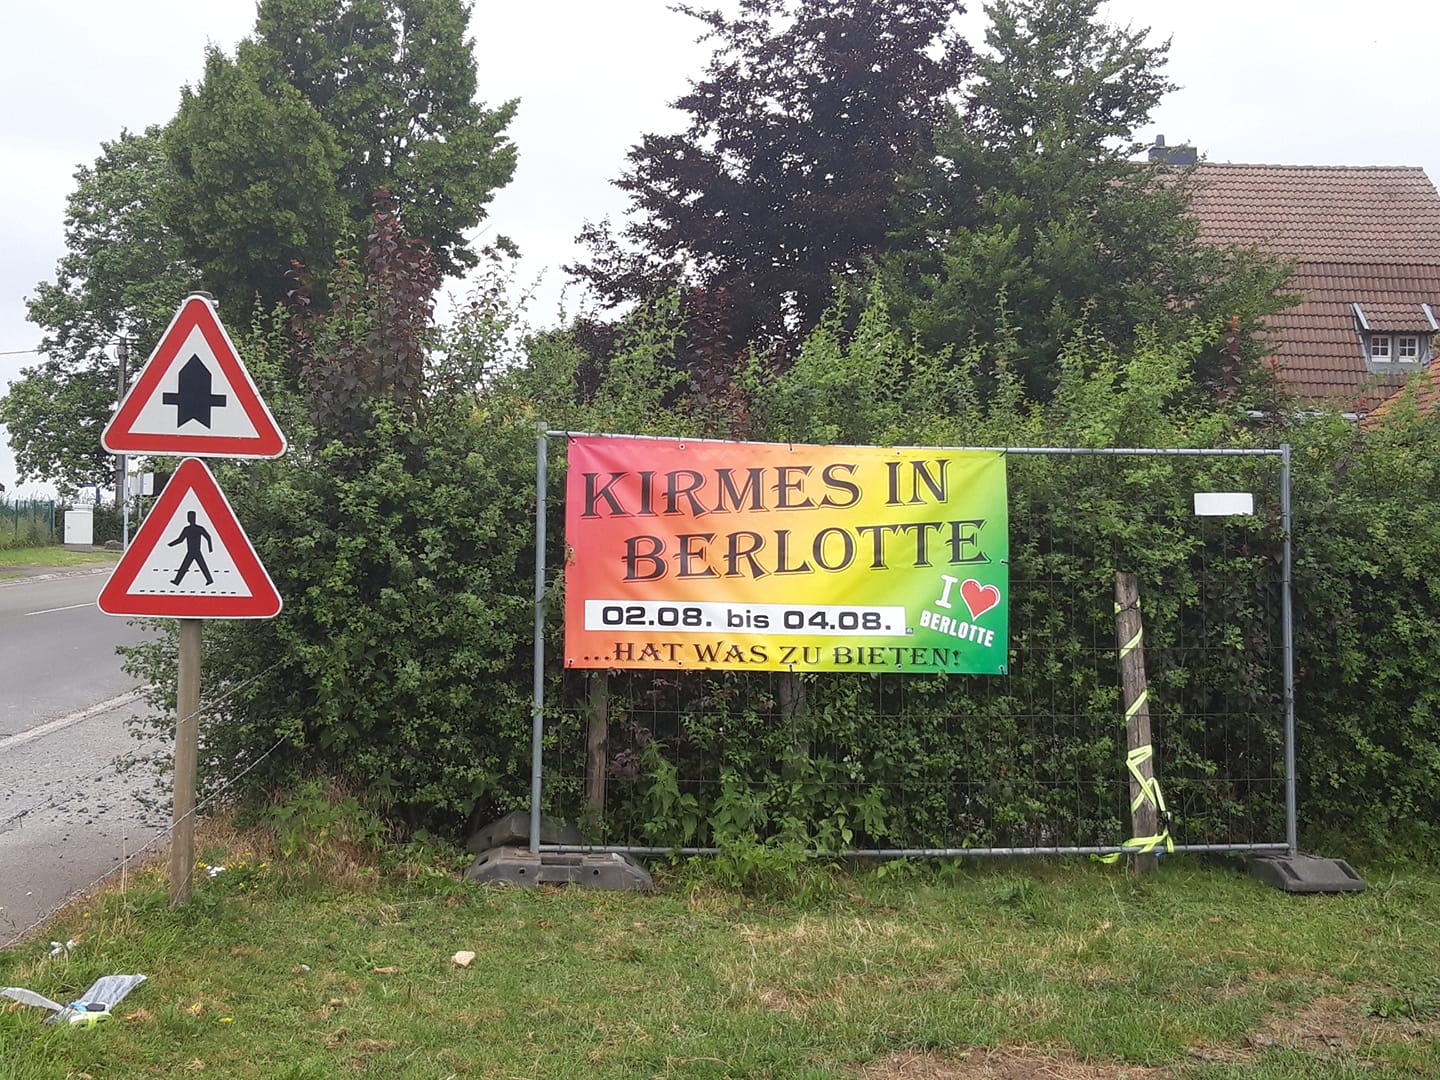 KIRMES IN
BERLOTTE
02.08. bis 04.08.
I
BERLOTTE
...HAT WAS ZU BIETEN!